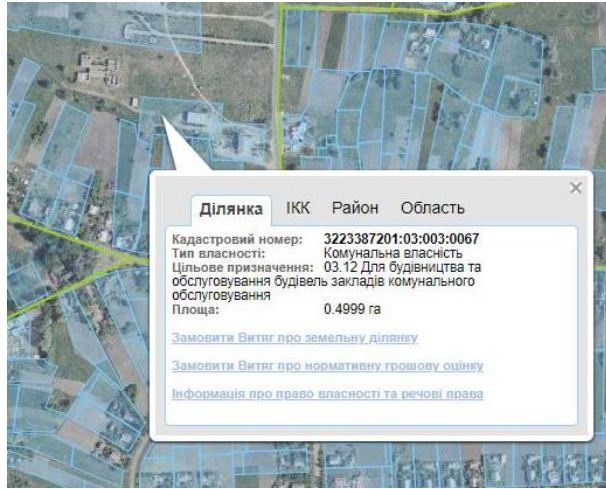 Ділянка ІКК Район Область
Кадастровий номер: 3223387201:03:003:0067
Тип власності: Комунальна власність
Цільове призначення: 03.12 Для будівництва та
обслуговування будівель закладів комунального
обслуговування
Площа: 0.4999 га
Замовити Витяг про земельну ділянку
Замовити Витяг про нормативну грошову оцінку
Інформація про право власності та речові права